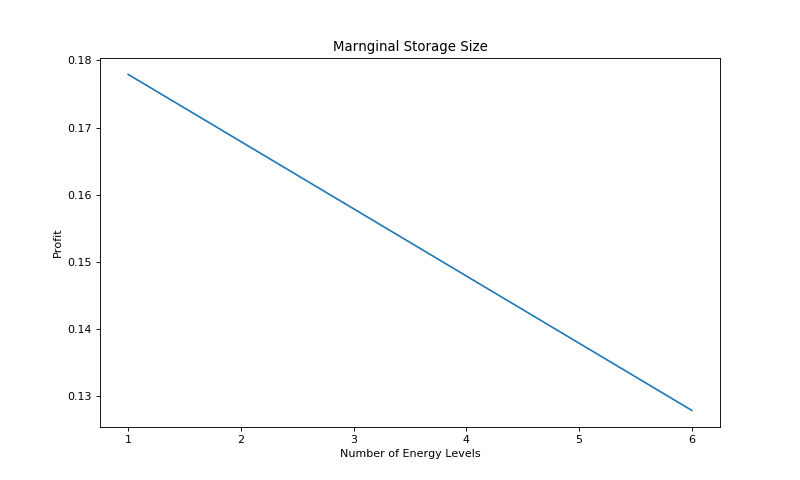 Marnginal Storage Size
0.18
0.17
0.16
0.15
0.14
0.13
Profit
1 2 3 4 5 6
Number of Energy Levels